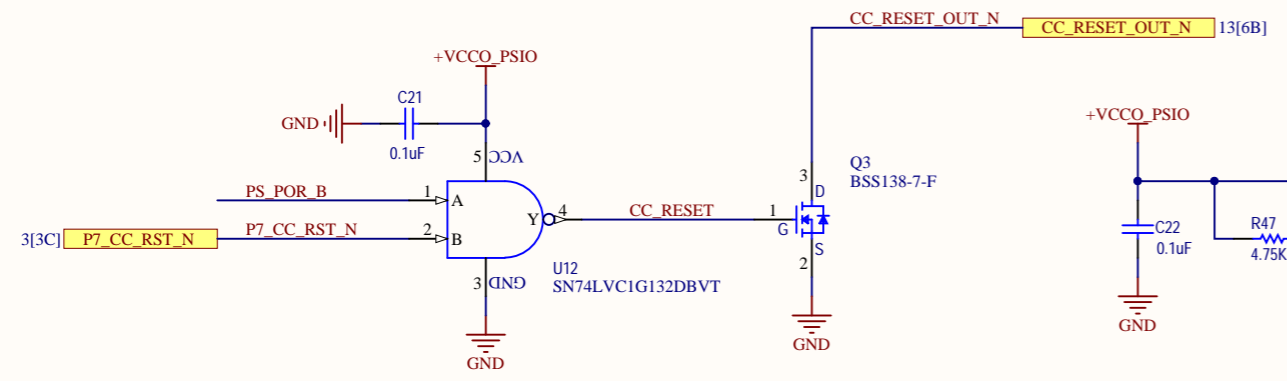 CC_RESET_OUT_N
CC_RESET_OUT_N 13[6B]
+VCCO_PSIO
C21
GND
0.1uF
5 VCC
+VCCO_PSIO
Q3
BSS138-7-F
3
D
PS_POR_B
1 A
Y 4
CC_RESET
1
G
S
2
3[3C] P7_CC_RST_N
P7_CC_RST_N
2 B
C22
0.1uF
R47
4.75K
U12
SN74LVC1G132DBVT
3 GND
GND
GND
GND